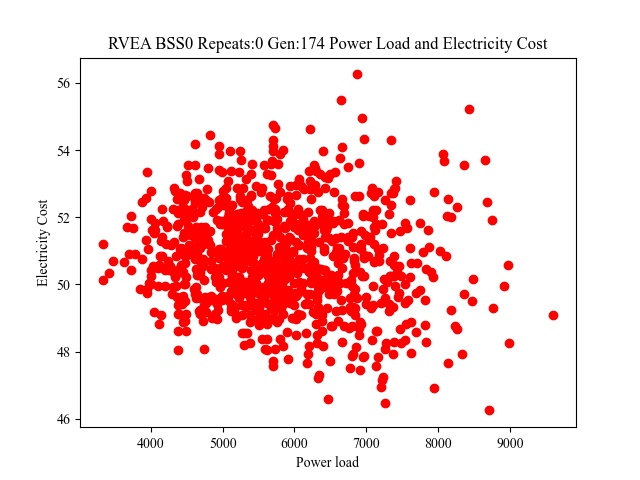 RVEA BSS0 Repeats:0 Gen:174 Power Load and Electricity Cost
56
54
52
50
48
46
Electricity Cost
4000 5000 6000 7000 8000 9000
Power load